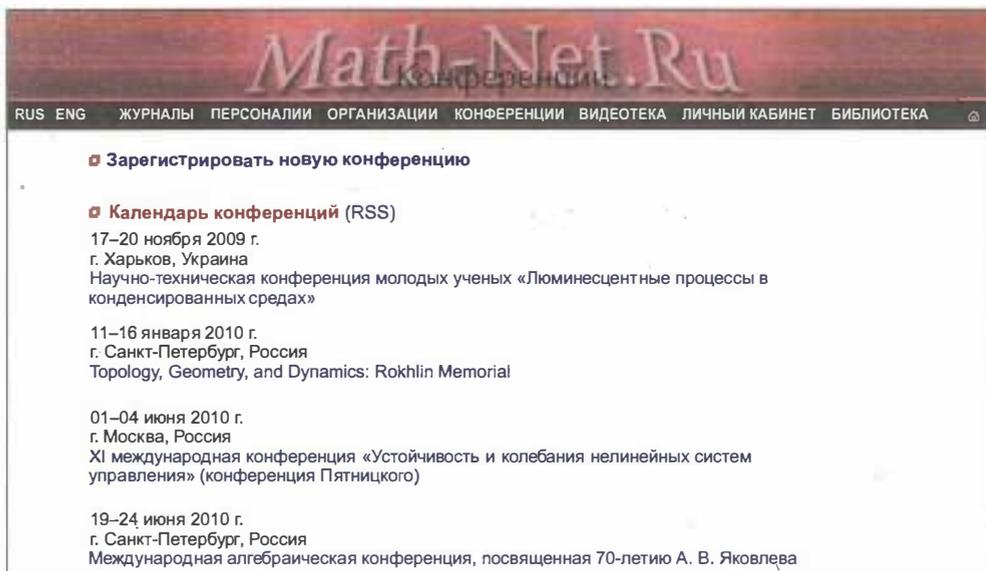 Math-Net.Ru
Конференции
RUS ENG ЖУРНАЛЫ ПЕРСОНАЛИИ ОРГАНИЗАЦИИ КОНФЕРЕНЦИИ ВИДЕОТЕКА ЛИЧНЫЙ КАБИНЕТ БИБЛИОТЕКА
Зарегистрировать новую конференцию
Календарь конференций (RSS)
17–20 ноября 2009 г.
г. Харьков, Украина
Научно-техническая конференция молодых ученых «Люминесцентные процессы в
конденсированных средах»
11–16 января 2010 г.
г. Санкт-Петербург, Россия
Topology, Geometry, and Dynamics: Rokhlin Memorial
01–04 июня 2010 г.
г. Москва, Россия
XI международная конференция «Устойчивость и колебания нелинейных систем
управления» (конференция Пятницкого)
19–24 июня 2010 г.
г. Санкт-Петербург, Россия
Международная алгебраическая конференция, посвященная 70-летию А. В. Яковлева